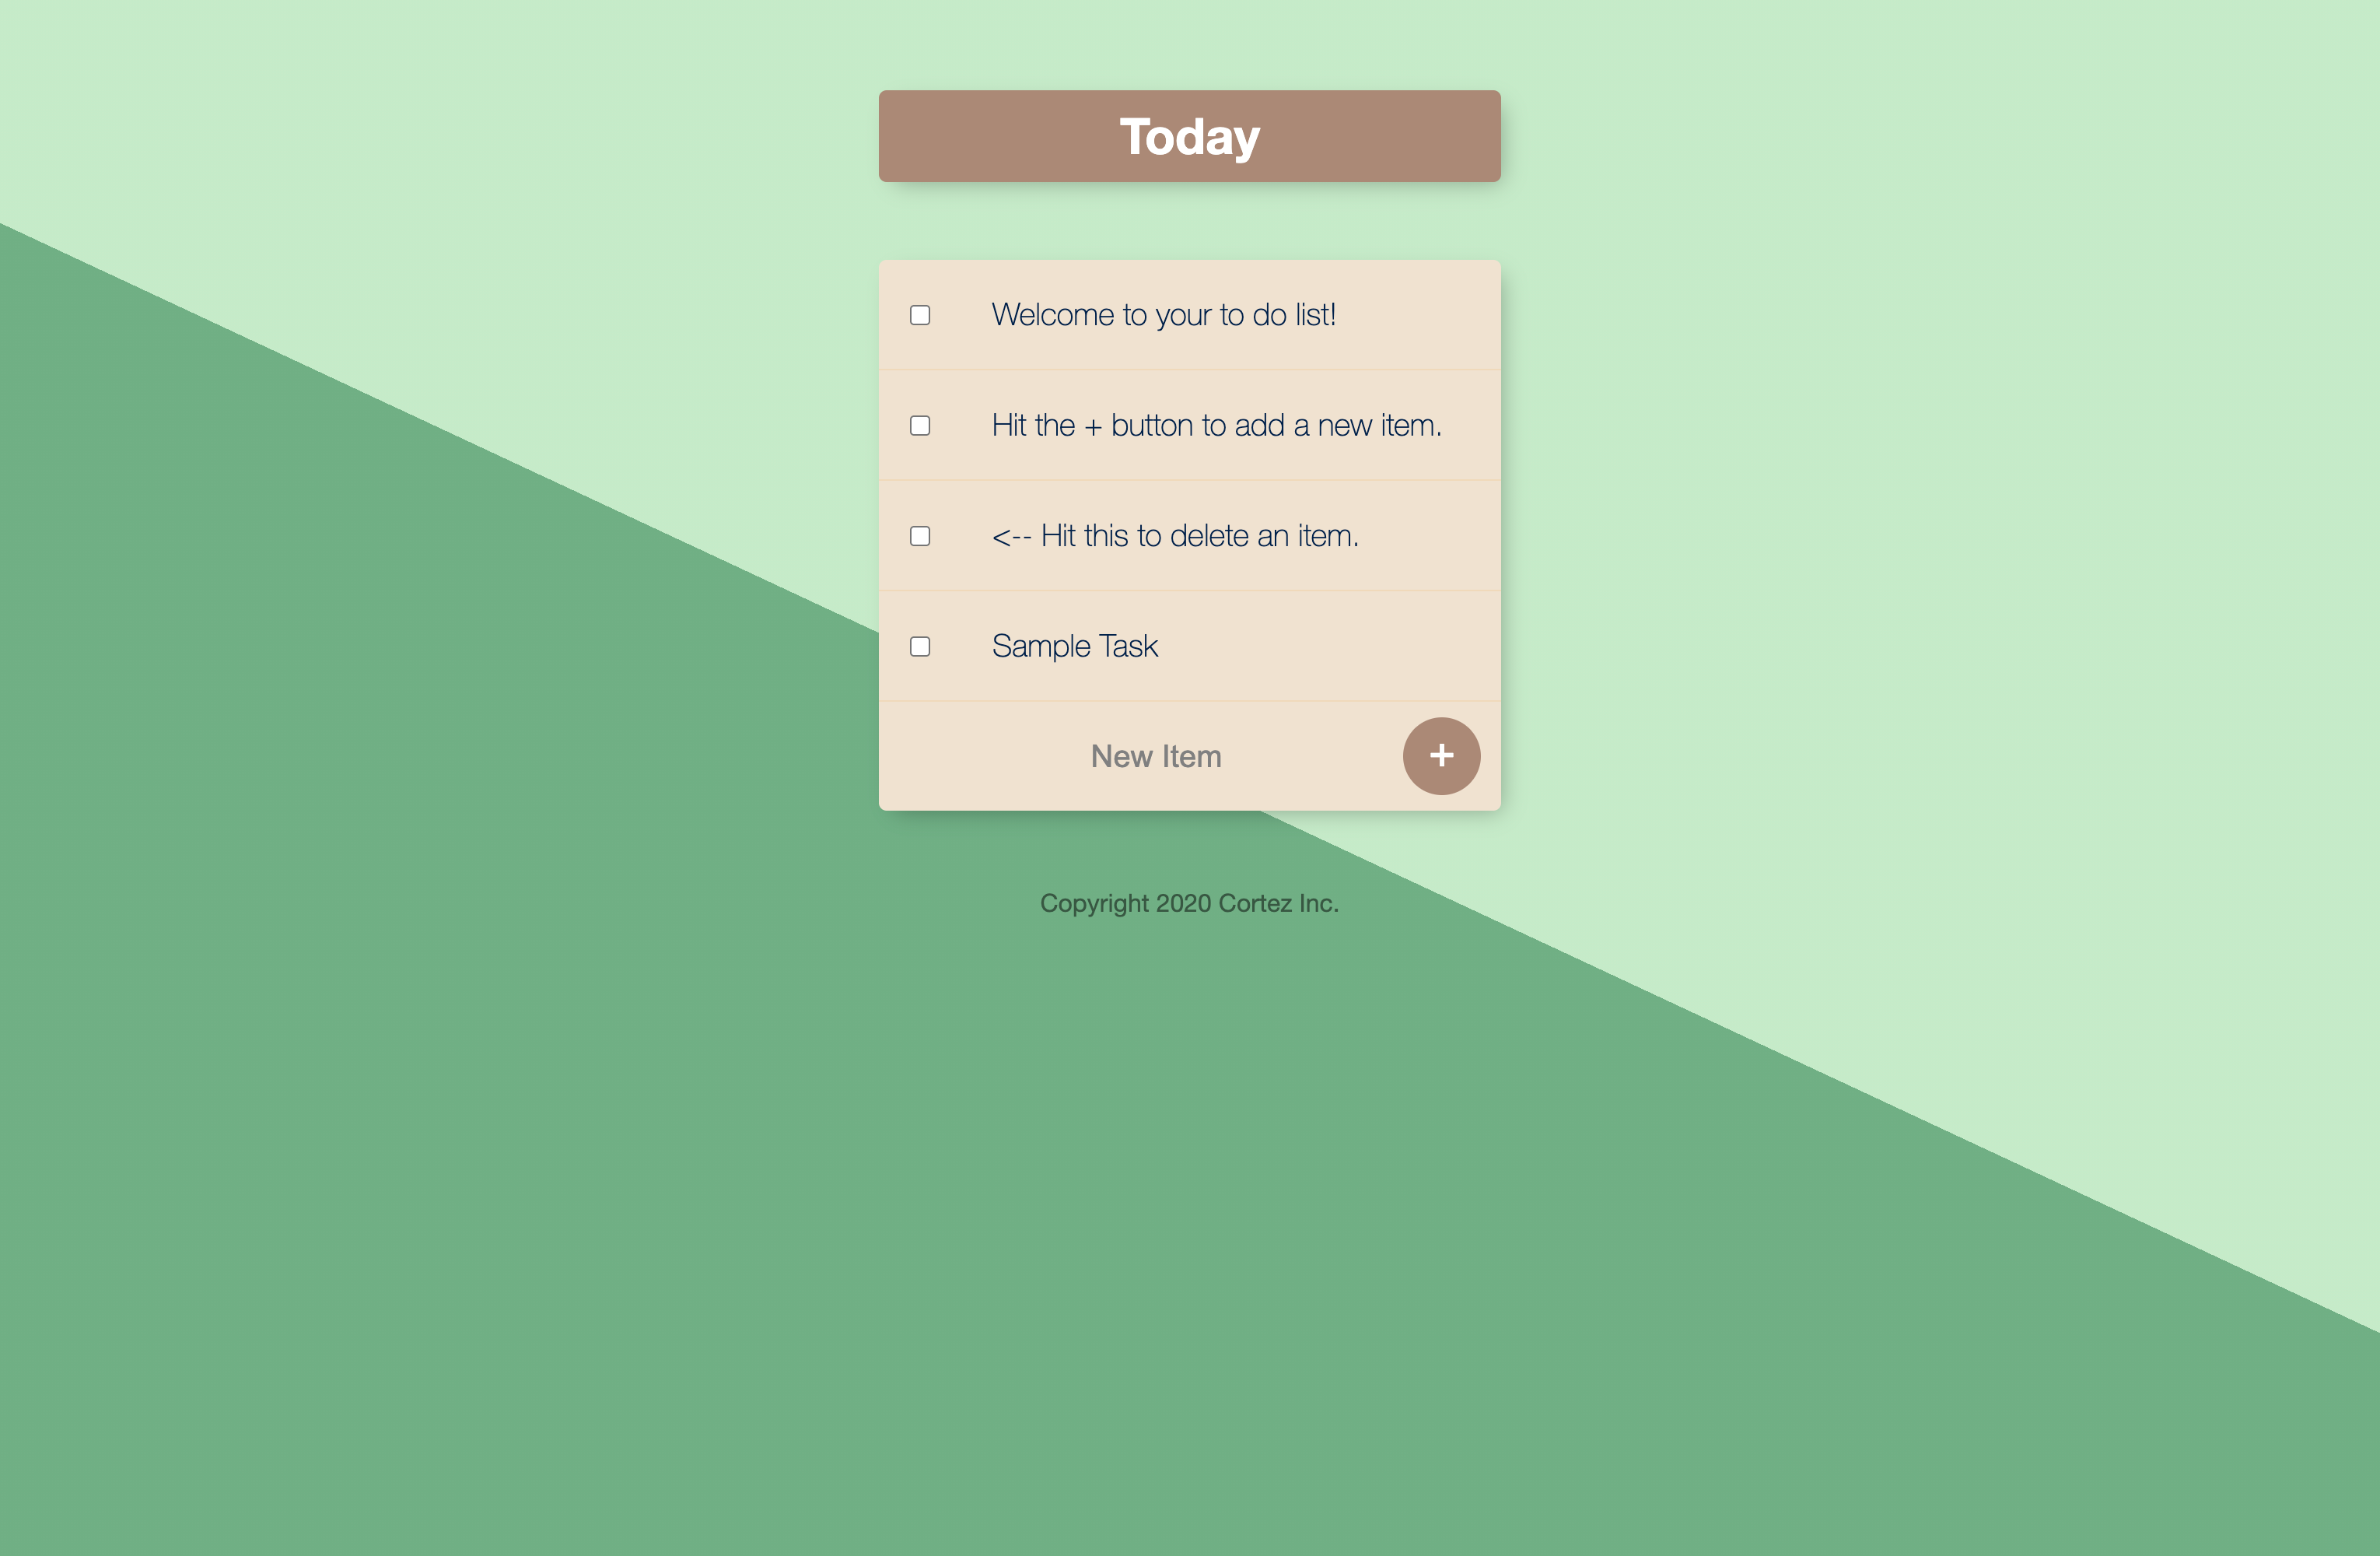 Today
Welcome to your to do list!
Hit the + button to add a new item.
<-- Hit this to delete an item.
Sample Task
New Item +
Copyright 2020 Cortez Inc.